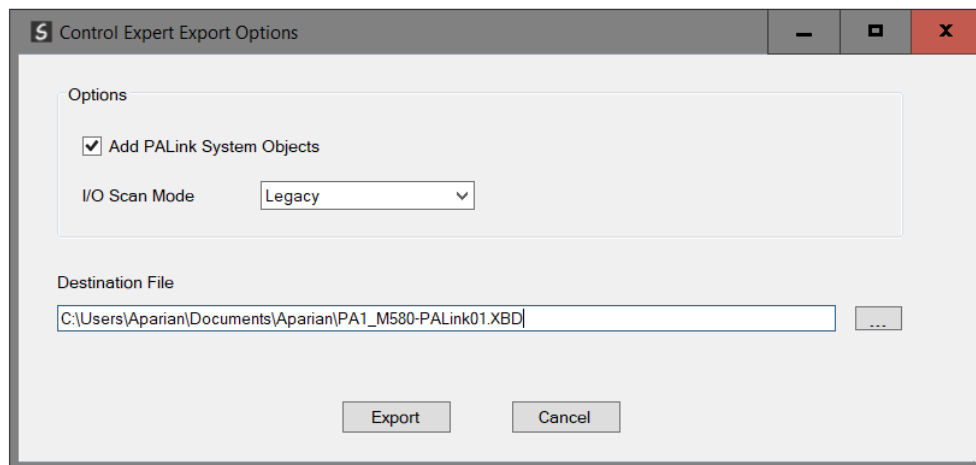 Control Expert Export Options
Options
Add PALink System Objects
I/O Scan Mode Legacy
Destination File
C:\Users\Aparian\Documents\Aparian\PA1_M580-PALink01.XBD
...
Export Cancel